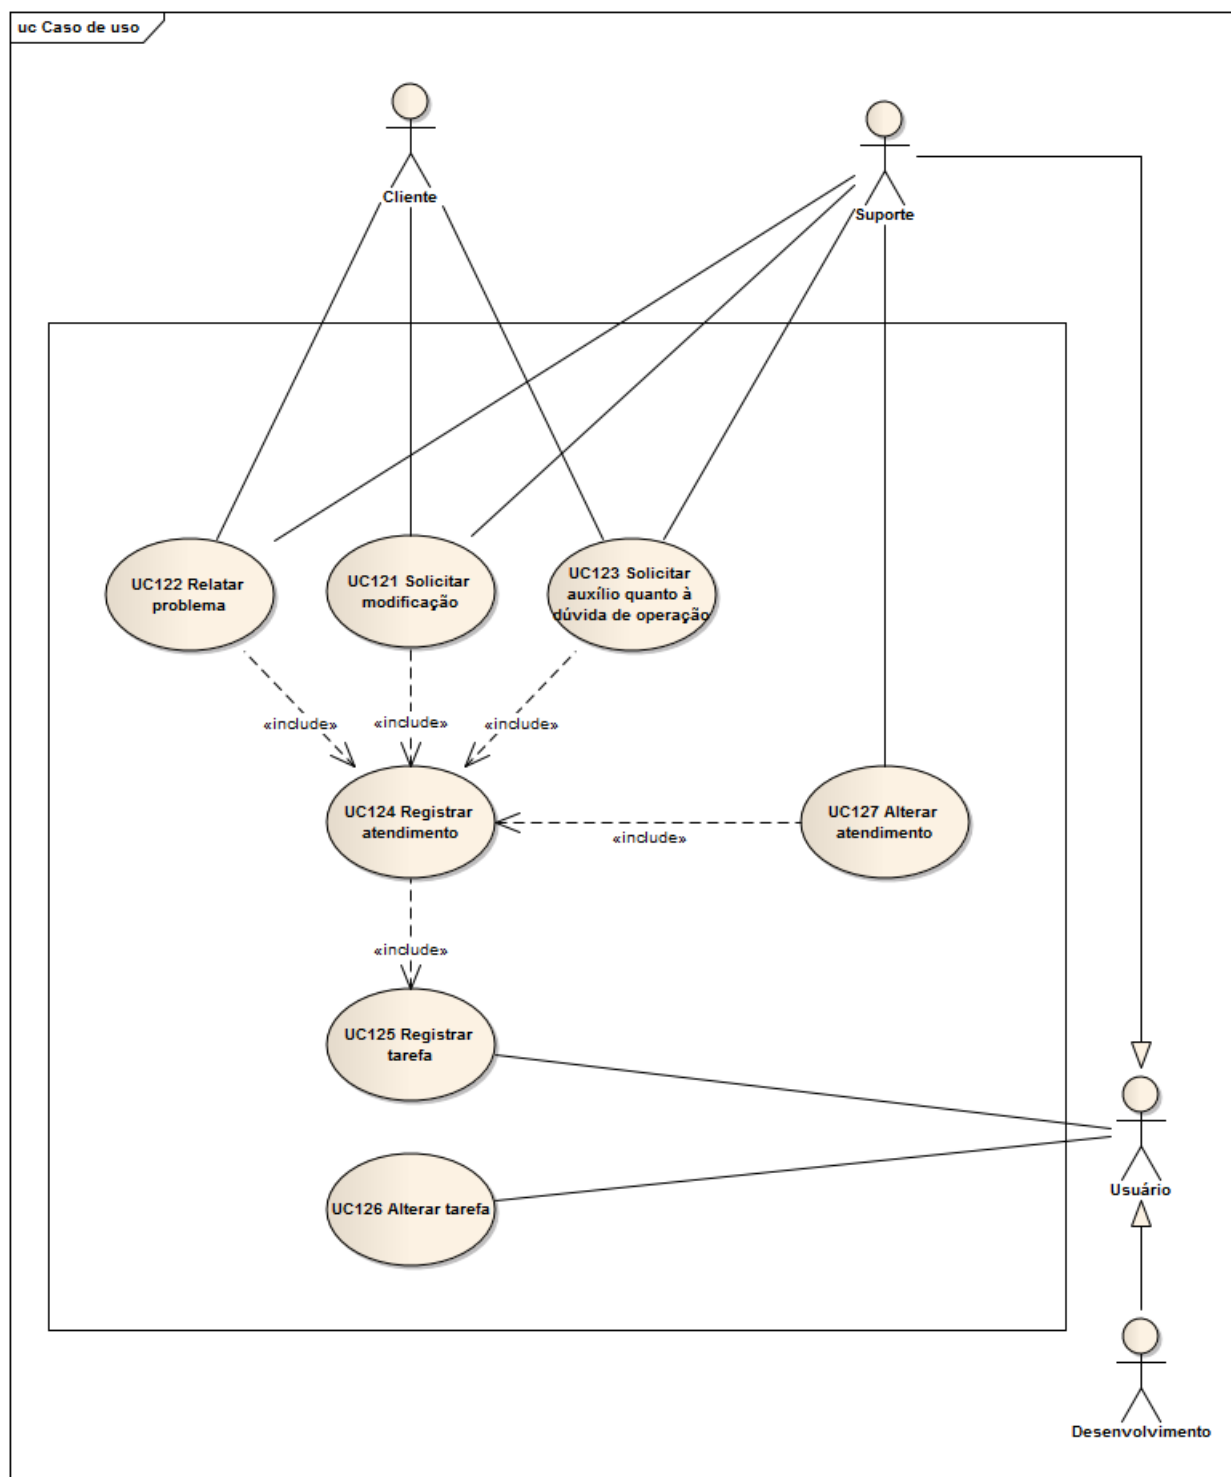 uc Caso de uso
Cliente
Suporte
UC122 Relatar
problema
UC121 Solicitar
modificação
UC123 Solicitar
auxílio quanto à
dúvida de operação
«include»
«include»
«include»
UC124 Registrar
atendimento
UC127 Alterar
atendimento
«include»
«include»
UC125 Registrar
tarefa
UC126 Alterar tarefa
Usuário
Desenvolvimento